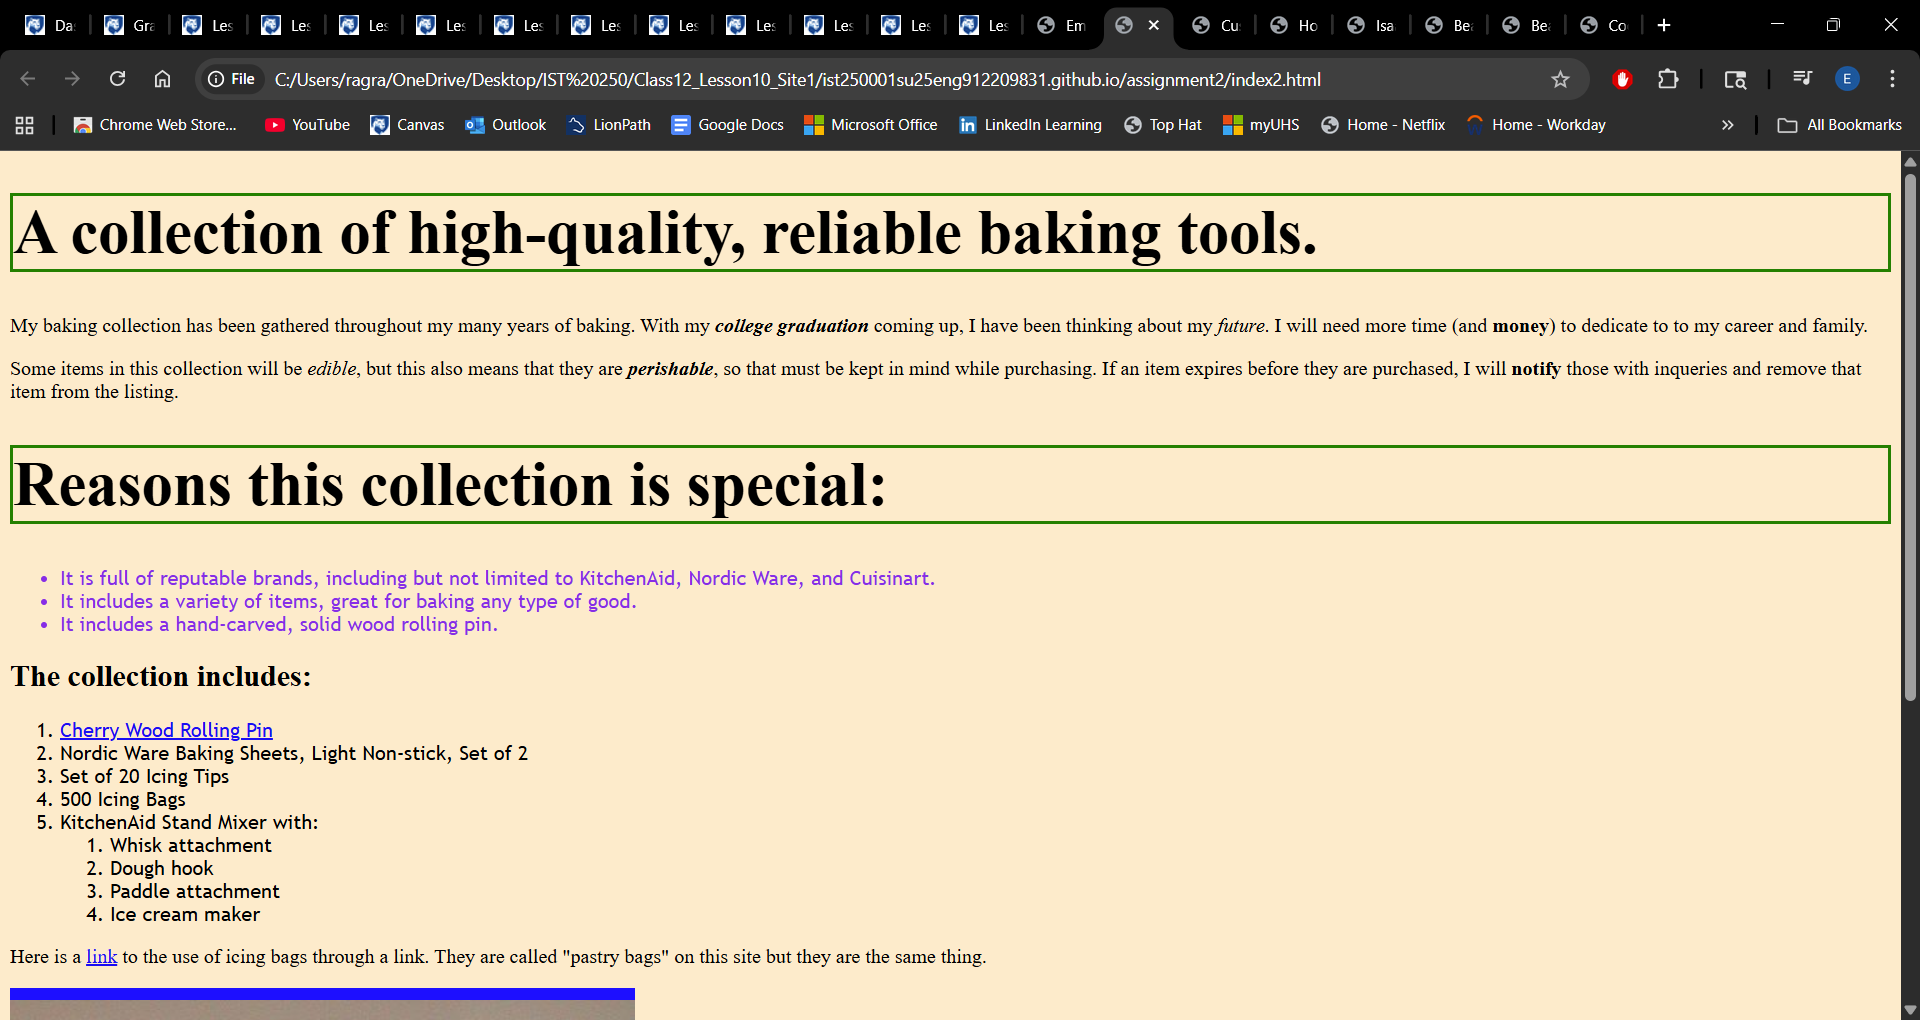 Da Gra Les Les Les Les Les Les Les Les Les Les Les Em Cu Ho Isa Be Be Co
File C:/Users/ragra/OneDrive/Desktop/IST%20250/Class12_Lesson10_Site1/ist250001su25eng912209831.github.io/assignment2/index2.html E
Chrome Web Store... YouTube Canvas Outlook LionPath Google Docs Microsoft Office LinkedIn Learning Top Hat myUHS Home - Netflix Home - Workday » All Bookmarks
A collection of high-quality, reliable baking tools.
My baking collection has been gathered throughout my many years of baking. With my college graduation coming up, I have been thinking about my future. I will need more time (and money) to dedicate to to my career and family.
Some items in this collection will be edible, but this also means that they are perishable, so that must be kept in mind while purchasing. If an item expires before they are purchased, I will notify those with inqueries and remove that
item from the listing.
Reasons this collection is special:
• It is full of reputable brands, including but not limited to KitchenAid, Nordic Ware, and Cuisinart.
• It includes a variety of items, great for baking any type of good.
• It includes a hand-carved, solid wood rolling pin.
The collection includes:
1. Cherry Wood Rolling Pin
2. Nordic Ware Baking Sheets, Light Non-stick, Set of 2
3. Set of 20 Icing Tips
4. 500 Icing Bags
5. KitchenAid Stand Mixer with:
1. Whisk attachment
2. Dough hook
3. Paddle attachment
4. Ice cream maker
Here is a link to the use of icing bags through a link. They are called "pastry bags" on this site but they are the same thing.